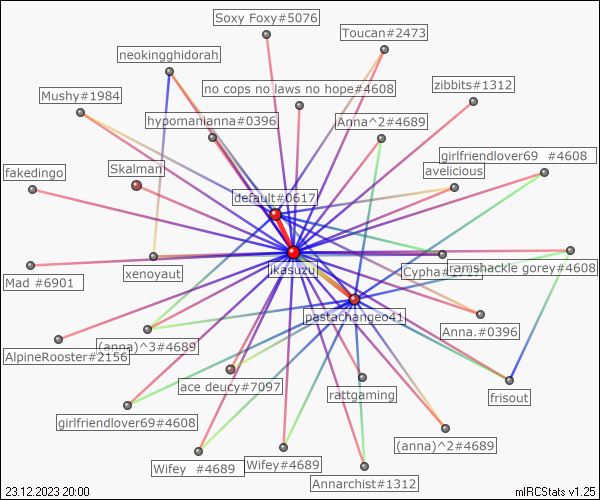 Soxy Foxy#5076
Toucan#2473
neokingghidorah
zibbits#1312
no cops no laws no hope#4608
Mushy#1984
hypomanianna#0396
Anna^2#4689
girlfriendlover69 #4608
Skalman
avelicious
fakedingo
default#0617
ramshackle gorey#4608
xenoyaut
ikasuzu
Mad #6901
pastachangeo41
Anna.#0396
(anna)^3#4689
AlpineRooster#2156
ace deucy#7097
rattgaming
frisout
girlfriendlover69#4608
(anna)^2#4689
Wifey #4689
Wifey#4689
Annarchist#1312
23.12.2023 20:00
mIRCStats v1.25